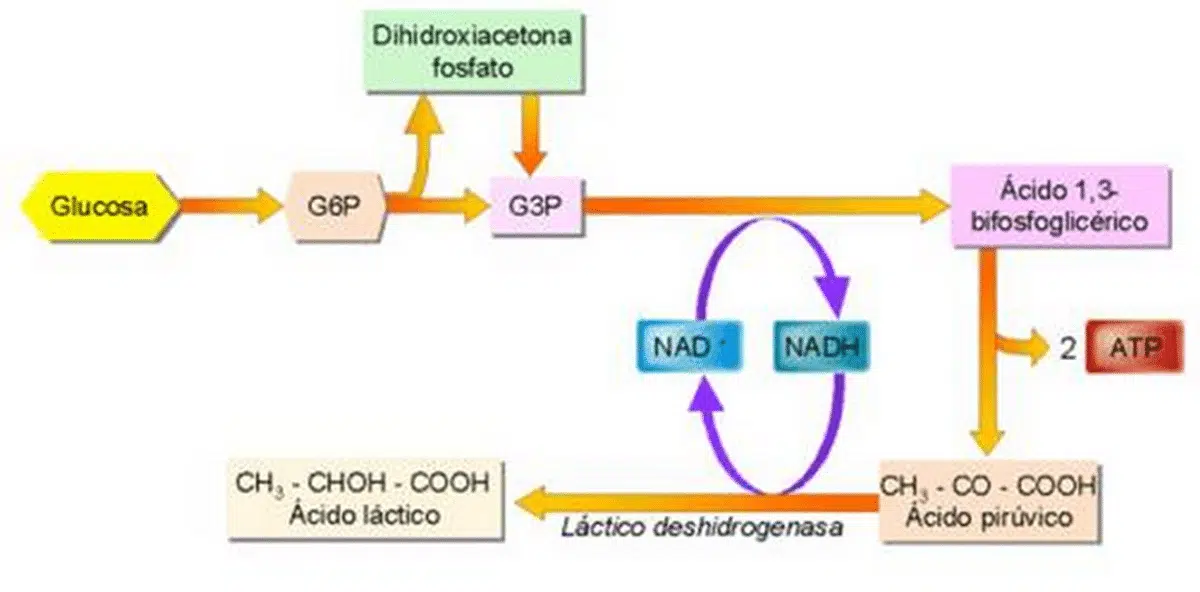 Dihidroxiacetona
fosfato
Glucosa
G6P
G3P
Ácido 1,3-
bifosfoglicérico
NAD+
NADH
2 ATP
CH₃ - CHOH - COOH
Ácido láctico
Láctico deshidrogenasa
CH₃ - CO - COOH
Ácido pirúvico